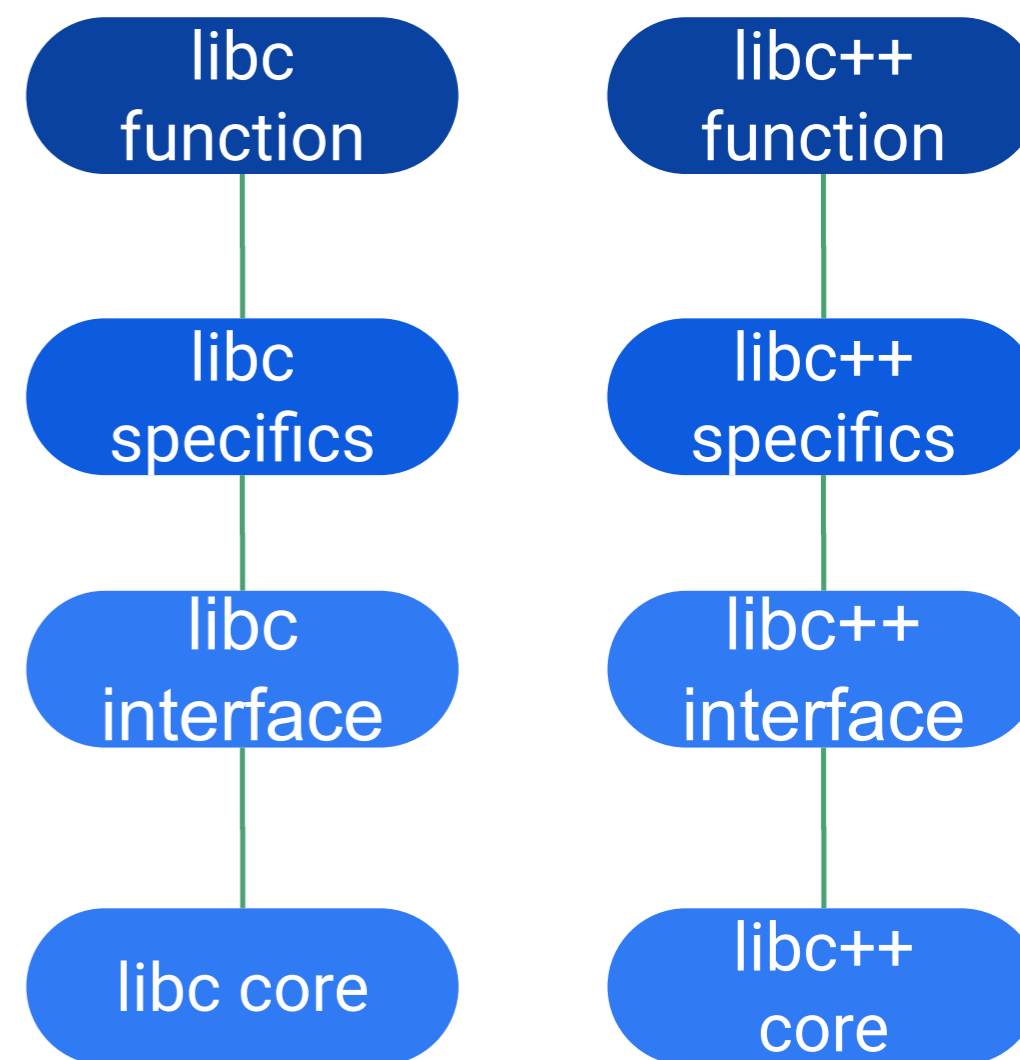 libc
function
libc++
function
libc
specifics
libc++
specifics
libc
interface
libc++
interface
libc core
libc++
core